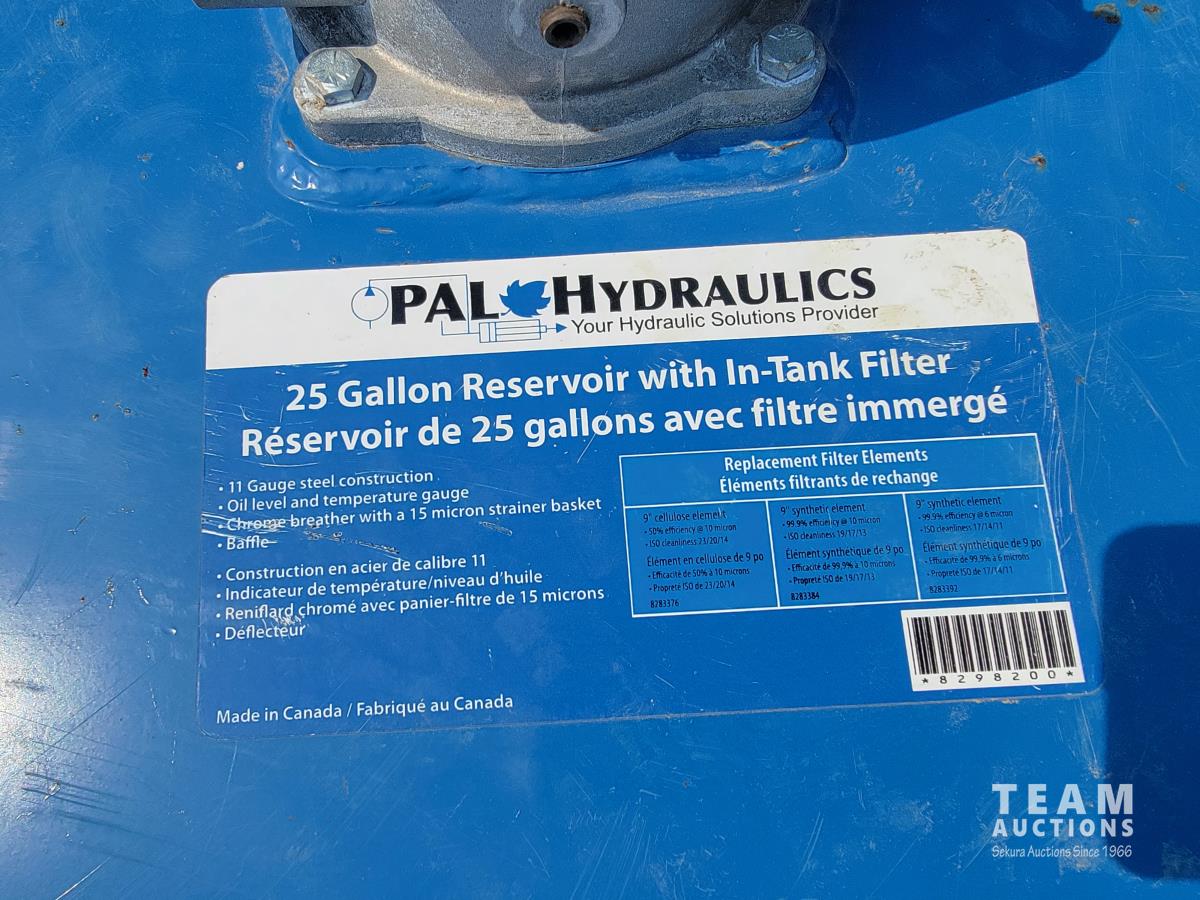 PAL HYDRAULICS
Your Hydraulic Solutions Provider
25 Gallon Reservoir with In-Tank Filter
Réservoir de 25 gallons avec filtre immergé
• 11 Gauge steel construction
• Oil level and temperature gauge
• Chrome breather with a 15 micron strainer basket
• Baffle
• Construction en acier de calibre 11
• Indicateur de température/niveau d'huile
• Reniflard chromé avec panier-filtre de 15 microns
• Déflecteur
Made in Canada / Fabriqué au Canada
Replacement Filter Elements
Éléments filtrants de rechange
9" cellulose element
• 50% efficiency @ 10 micron
• ISO cleanliness 23/20/14
Élément en cellulose de 9 po
• Efficacité de 50% à 10 microns
• Propreté ISO de 23/20/14
8283376
9" synthetic element
• 99.9% efficiency @ 10 micron
• ISO cleanliness 19/17/13
Élément synthétique de 9 po
• Efficacité de 99,9% à 10 microns
• Propreté ISO de 19/17/13
8283384
9" synthetic element
• 99.9% efficiency @ 6 micron
• ISO cleanliness 17/14/11
Élément synthétique de 9 po
• Efficacité de 99,9% à 6 microns
• Propreté ISO de 17/14/11
8283392
*8298200*
TEAM
AUCTIONS
Sekura Auctions Since 1966